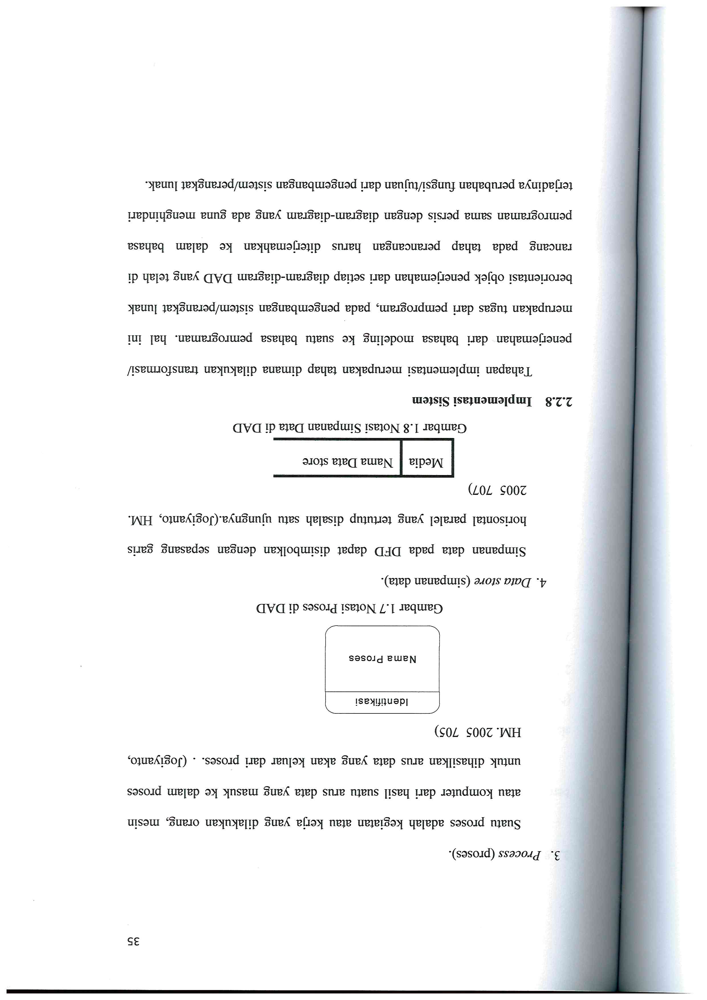 35
3. Process (proses).
Suatu proses adalah kegiatan atau kerja yang dilakukan orang, mesin
atau komputer dari hasil suatu arus data yang masuk ke dalam proses
untuk dihasilkan arus data yang akan keluar dari proses. . (Jogiyanto,
HM. 2005 705)
Identifikasi
Nama Proses
Gambar 1.7 Notasi Proses di DAD
4. Data store (simpanan data).
Simpanan data pada DFD dapat disimbolkan dengan sepasang garis
horisontal paralel yang tertutup disalah satu ujungnya.(Jogiyanto, HM.
2005 707)
Media Nama Data store
Gambar 1.8 Notasi Simpanan Data di DAD
2.2.8 Implementasi Sistem
Tahapan implementasi merupakan tahap dimana dilakukan transformasi/
penerjemahan dari bahasa modeling ke suatu bahasa pemrograman. hal ini
merupakan tugas dari pemprogram, pada pengembangan sistem/perangkat lunak
berorientasi objek penerjemahan dari setiap diagram-diagram DAD yang telah di
rancang pada tahap perancangan harus diterjemahkan ke dalam bahasa
pemrograman sama persis dengan diagram-diagram yang ada guna menghindari
terjadinya perubahan fungsi/tujuan dari pengembangan sistem/perangkat lunak.